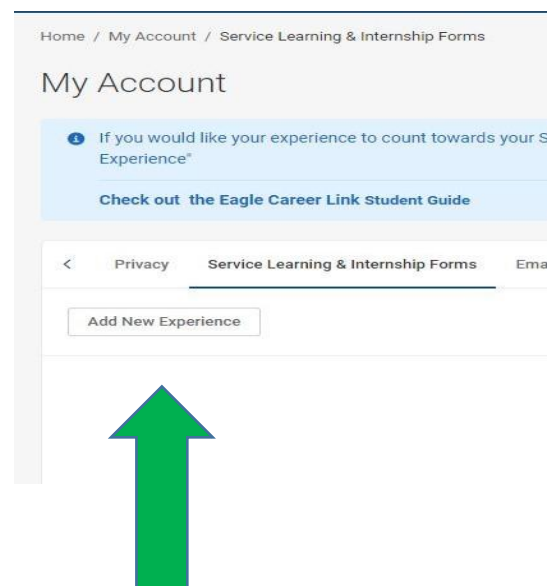 Home / My Account / Service Learning & Internship Forms
My Account
If you would like your experience to count towards your S
Experience"
Check out the Eagle Career Link Student Guide
< Privacy Service Learning & Internship Forms Ema
Add New Experience